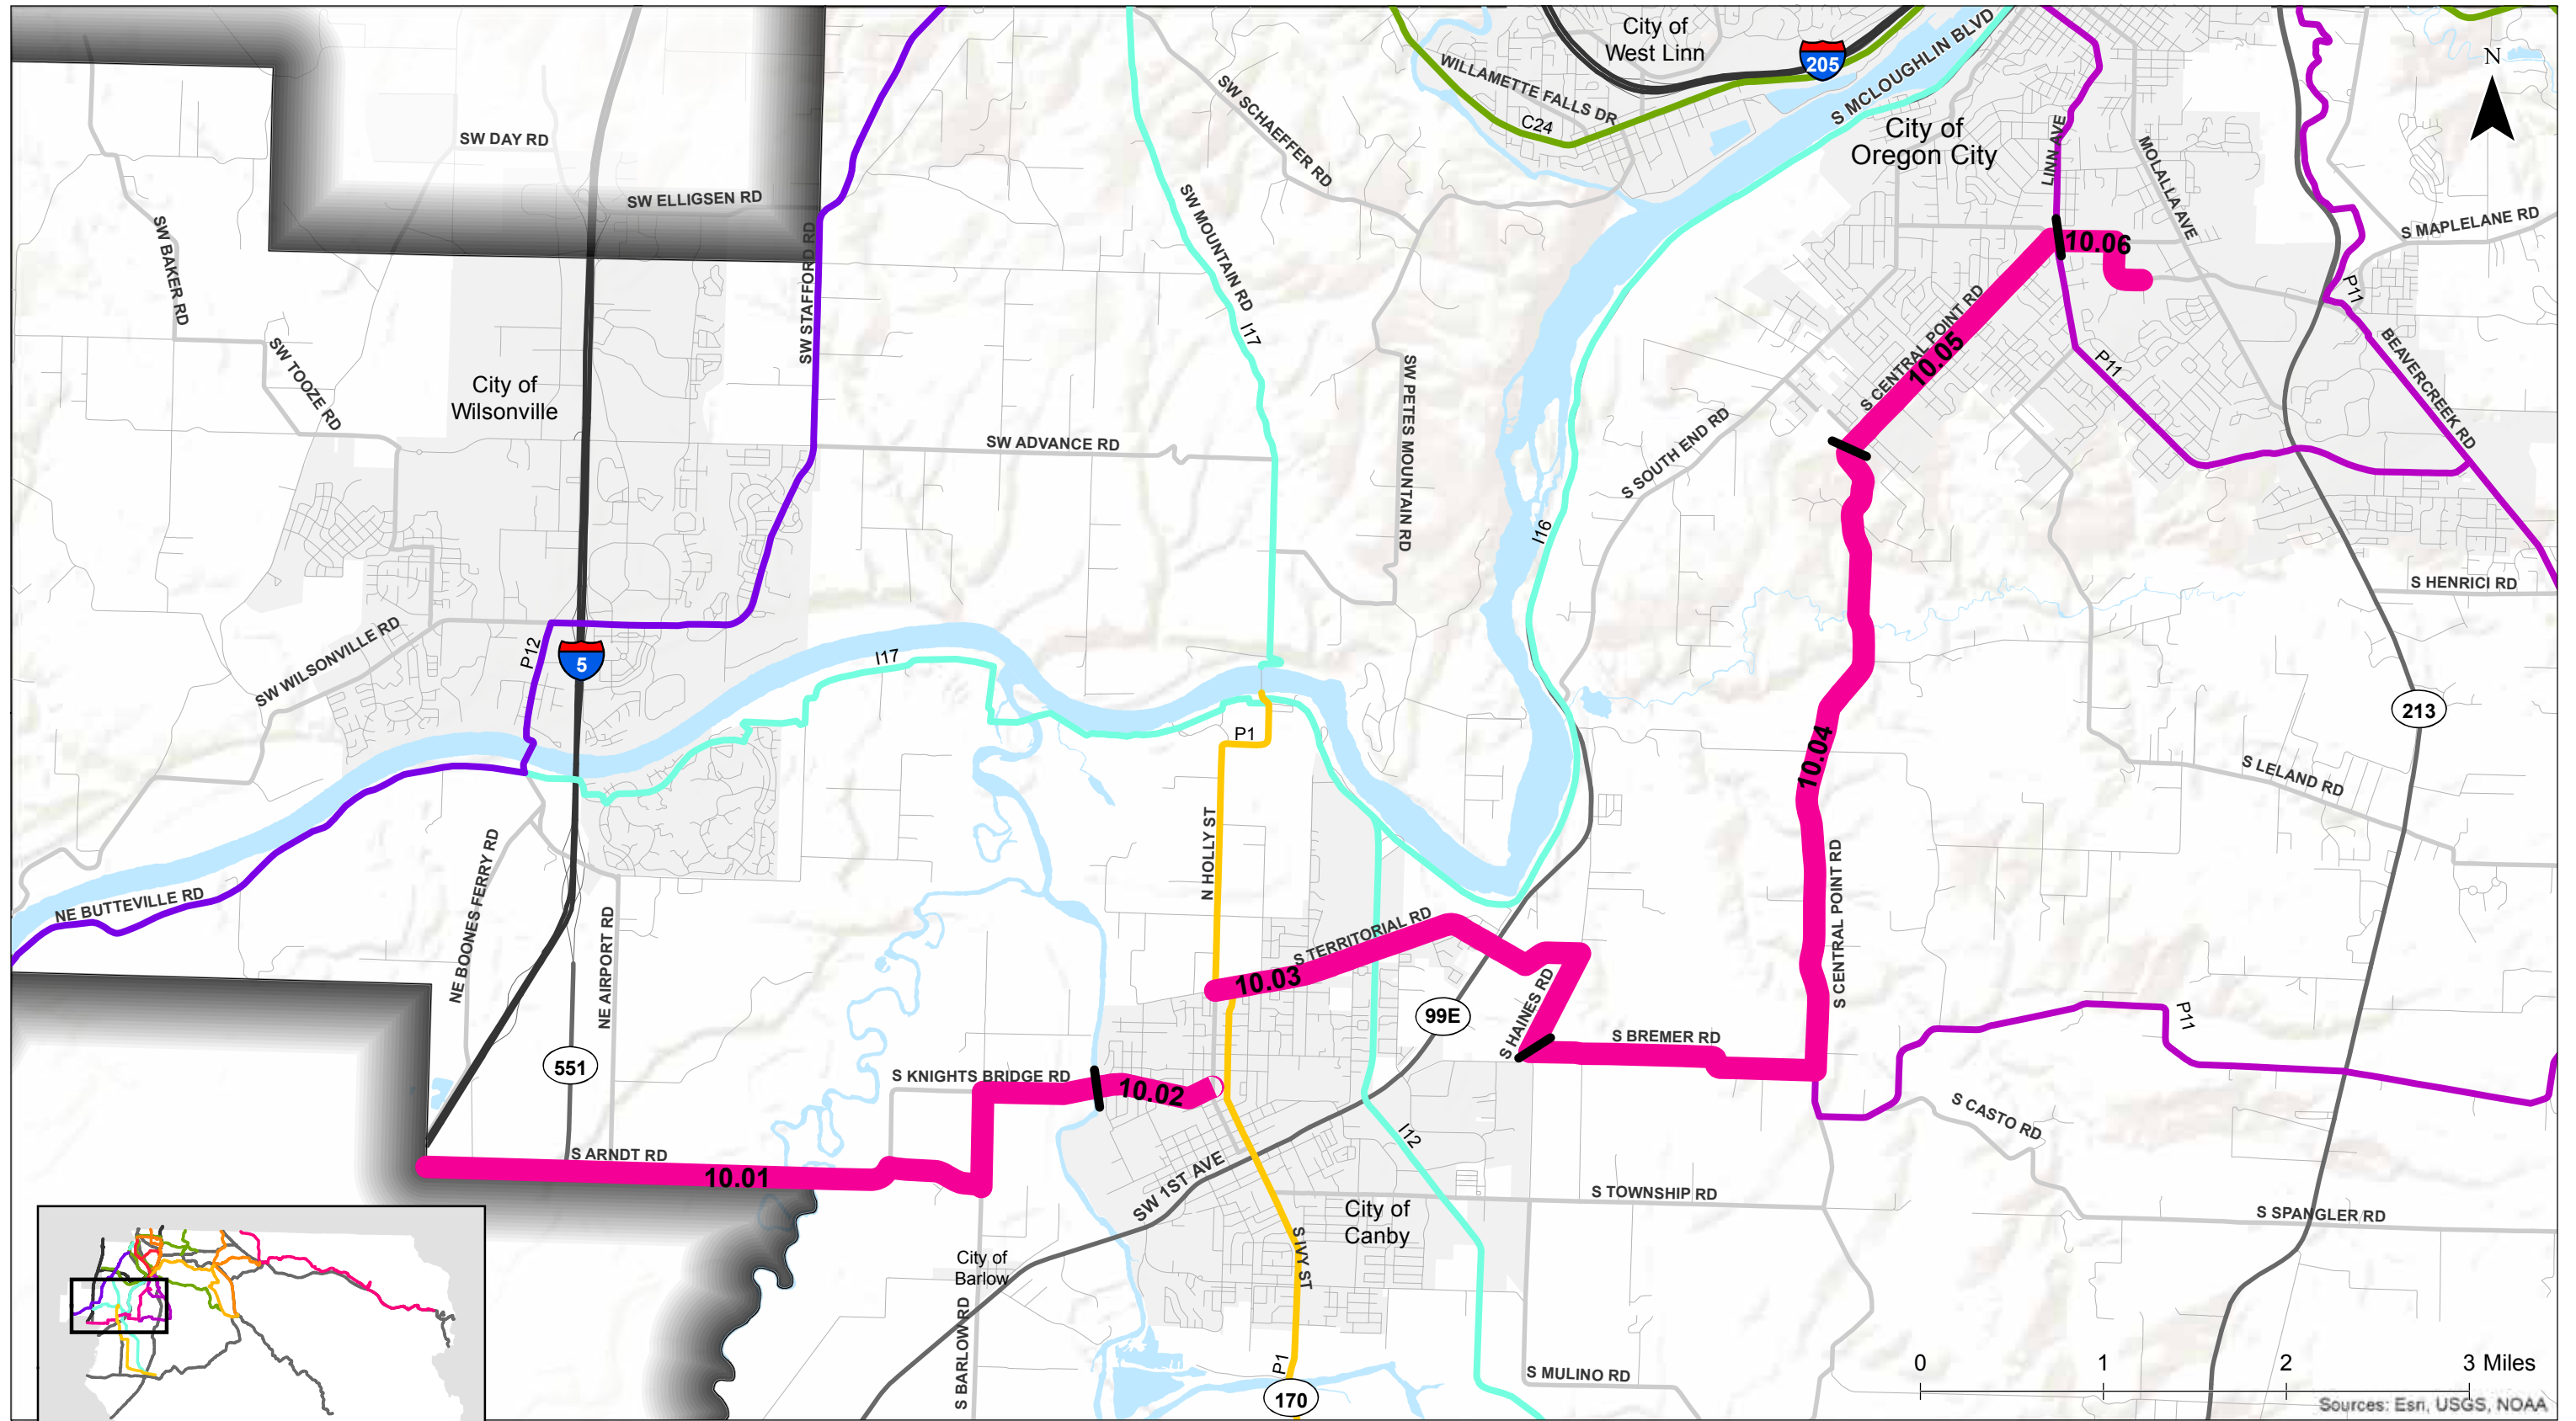 City of
West Linn
205
S MCLOUGHLIN BLVD
N
WILLAMETTE FALLS DR
C24
SW SCHAEFFER RD
City of
Oregon City
LINN AVE
MOLALLA AVE
SW DAY RD
SW ELLIGSEN RD
SW MOUNTAIN RD
S MAPLELANE RD
SW BAKER RD
SW STAFFORD RD
10.06
P11
I17
SW TOOZE RD
S CENTRAL POINT RD
10.05
P11
BEAVERCREEK RD
City of
Wilsonville
SW PETES MOUNTAIN RD
SW ADVANCE RD
S SOUTH END RD
I16
S HENRICI RD
SW WILSONVILLE RD
P12
5
I17
213
P1
10.04
S LELAND RD
N HOLLY ST
NE BOONES FERRY RD
NE BUTTEVILLE RD
NE AIRPORT RD
S TERRITORIAL RD
10.03
S CENTRAL POINT RD
S HAINES RD
99E
S BREMER RD
P11
551
S KNIGHTS BRIDGE RD
10.02
S CASTO RD
I12
S ARNDT RD
10.01
SW 1ST AVE
S TOWNSHIP RD
City of
Canby
S SPANGLER RD
City of
Barlow
S IVY ST
S BARLOW RD
P1
S MULINO RD
170
0 1 2 3 Miles
Sources: Esri, USGS, NOAA